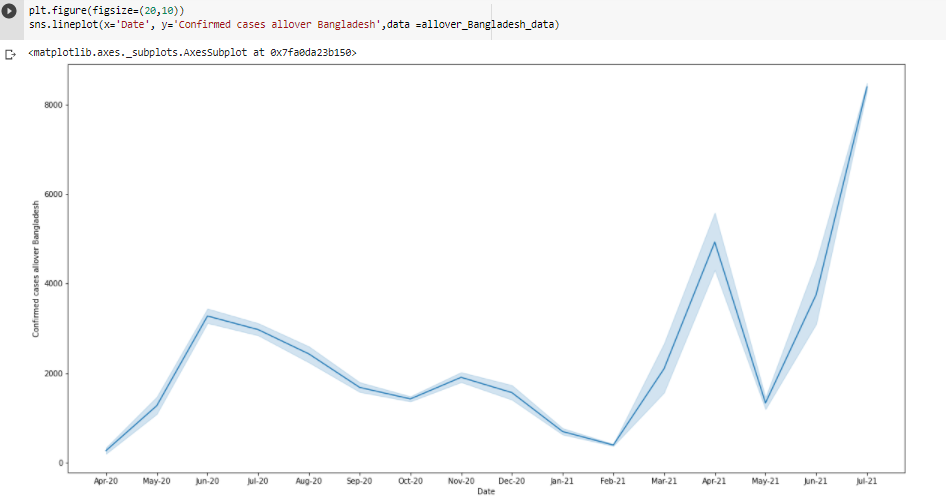 plt.figure(figsize=(20,10))
sns.lineplot(x='Date', y='Confirmed cases allover Bangladesh',data =allover_Bangladesh_data)
<matplotlib.axes._subplots.AxesSubplot at 0x7fa0da23b150>
8000
6000
4000
2000
0
Confirmed cases allover Bangladesh
Apr-20 May-20 Jun-20 Jul-20 Aug-20 Sep-20 Oct-20 Nov-20 Dec-20 Jan-21 Feb-21 Mar-21 Apr-21 May-21 Jun-21 Jul-21
Date